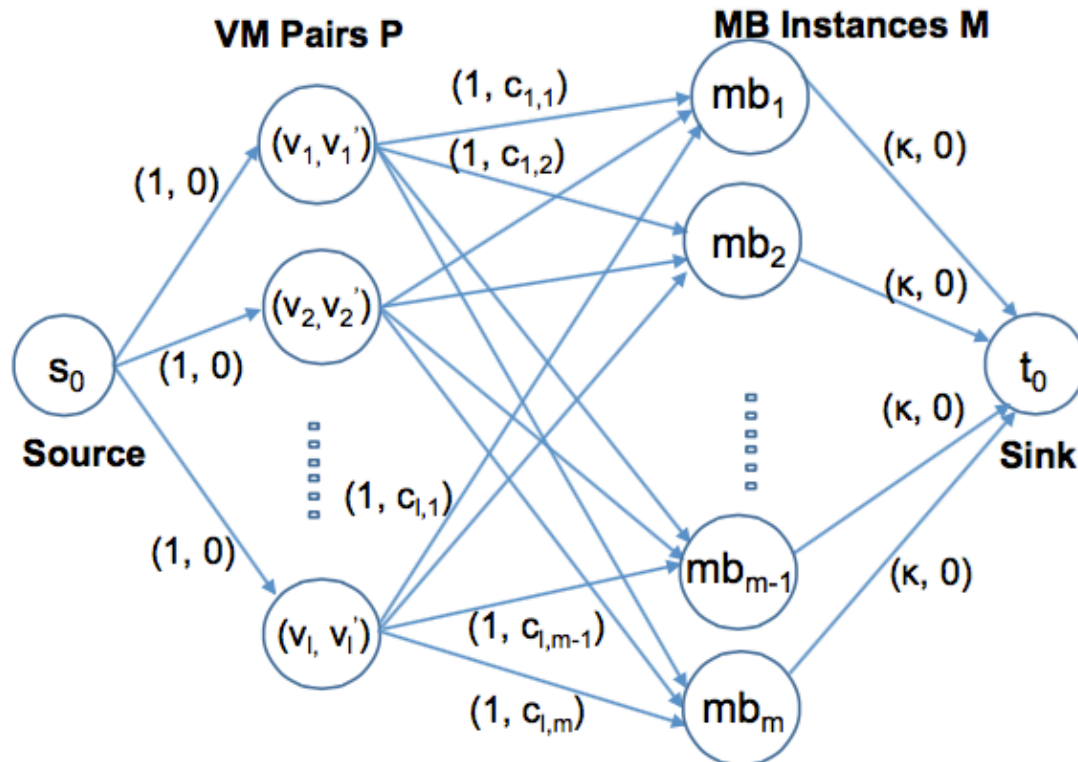 VM Pairs P
MB Instances M
(v₁,v₁')
(1, c₁,₁)
mb₁
(κ, 0)
(1, c₁,₂)
(1, 0)
mb₂
(v₂,v₂')
(κ, 0)
s₀
(1, 0)
t₀
(κ, 0)
Source
Sink
(1, cₗ,₁)
(1, 0)
mbₘ₋₁
(κ, 0)
(vₗ, vₗ')
(1, cₗ,ₘ₋₁)
(1, cₗ,ₘ)
mbₘ